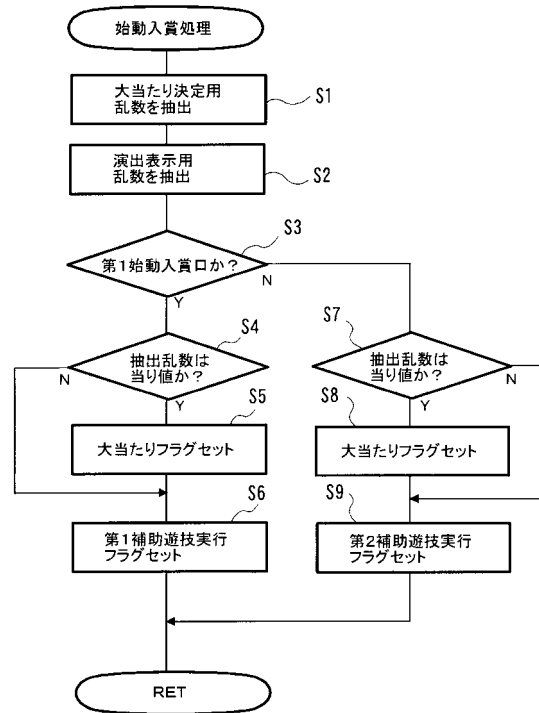 始動入賞処理
大当たり決定用
乱数を抽出
S1
演出表示用
乱数を抽出
S2
S3
第1始動入賞口か？
N
Y
S4
抽出乱数は
当り値か？
N
Y
S5
大当たりフラグセット
S6
第1補助遊技実行
フラグセット
S7
抽出乱数は
当り値か？
N
Y
S8
大当たりフラグセット
S9
第2補助遊技実行
フラグセット
RET